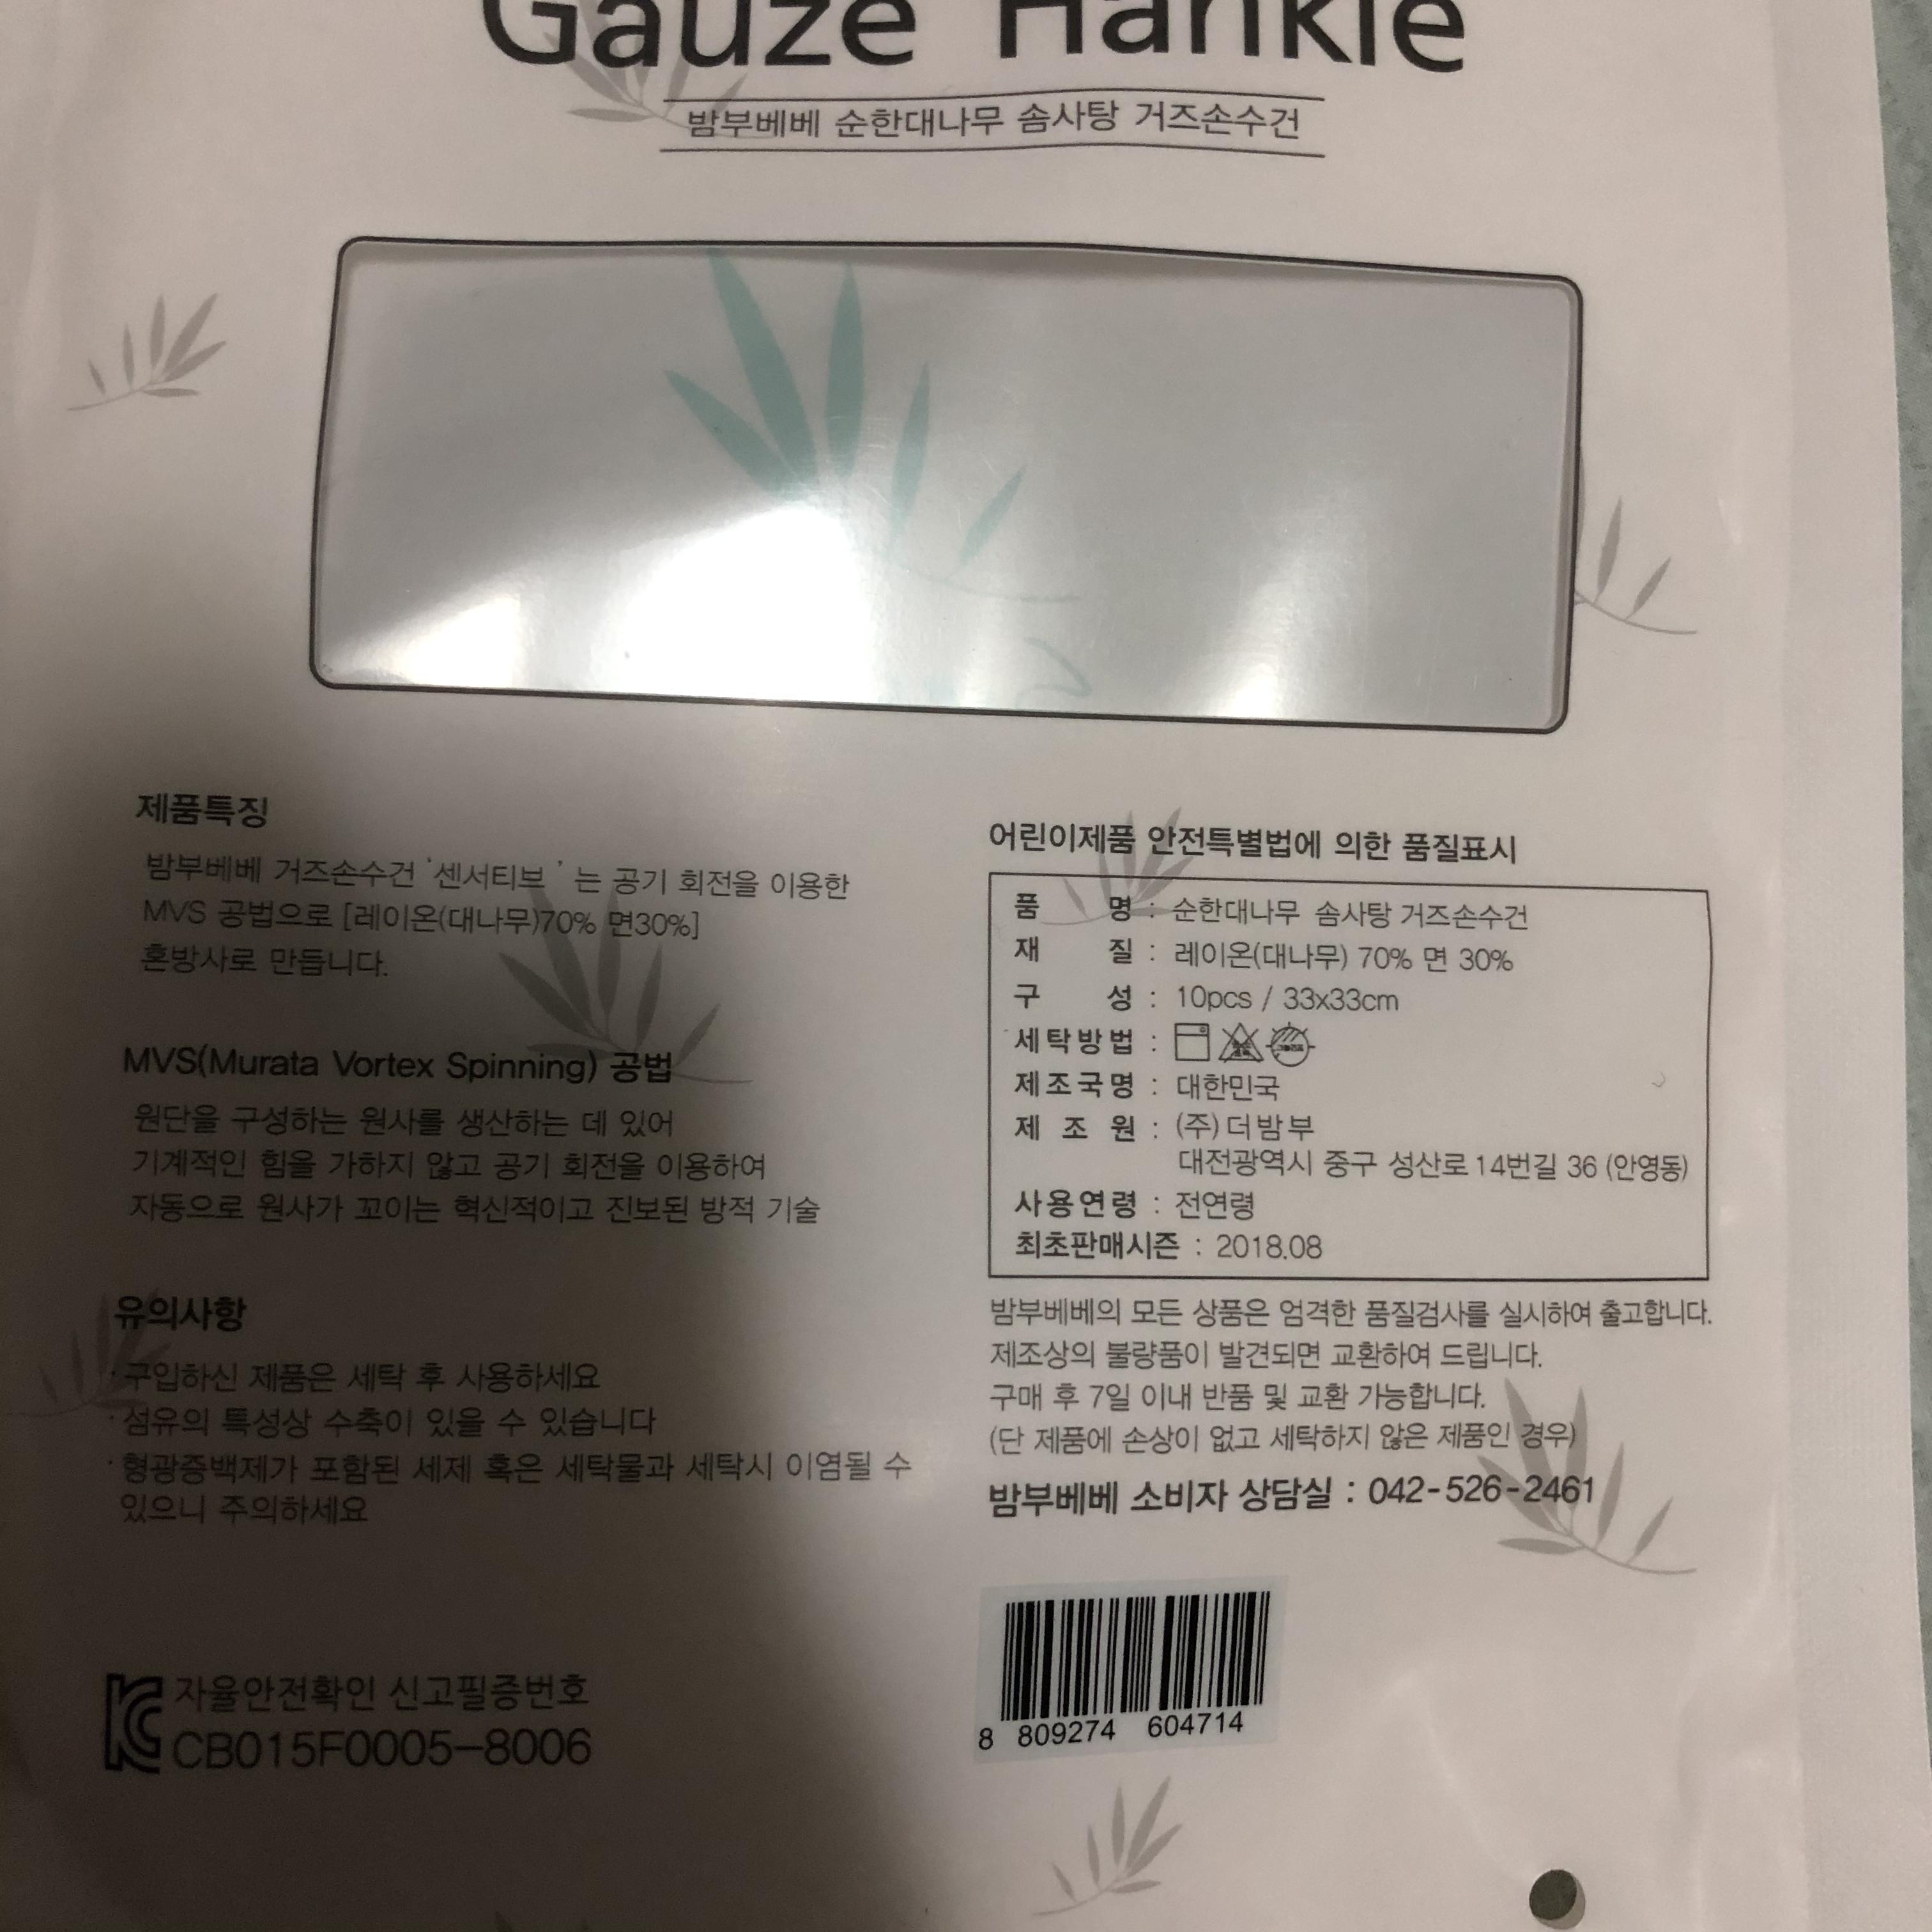 Gauze Hankie
밤부베베 순한대나무 솜사탕 거즈손수건
제품특징
밤부베베 거즈손수건 '센서티브 ' 는 공기 회전을 이용한
MVS 공법으로 [레이온(대나무)70% 면30%]
혼방사로 만듭니다.
MVS(Murata Vortex Spinning) 공법
원단을 구성하는 원사를 생산하는 데 있어
기계적인 힘을 가하지 않고 공기 회전을 이용하여
자동으로 원사가 꼬이는 혁신적이고 진보된 방적 기술
유의사항
· 구입하신 제품은 세탁 후 사용하세요
· 섬유의 특성상 수축이 있을 수 있습니다
· 형광증백제가 포함된 세제 혹은 세탁물과 세탁시 이염될 수
있으니 주의하세요
자율안전확인 신고필증번호
CB015F0005-8006
어린이제품 안전특별법에 의한 품질표시
품 명 : 순한대나무 솜사탕 거즈손수건
재 질 : 레이온(대나무) 70% 면 30%
구 성 : 10pcs / 33x33cm
세탁방법 :
제조국명 : 대한민국
제 조 원 : (주)더밤부
대전광역시 중구 성산로14번길 36 (안영동)
사용연령 : 전연령
최초판매시즌 : 2018.08
밤부베베의 모든 상품은 엄격한 품질검사를 실시하여 출고합니다.
제조상의 불량품이 발견되면 교환하여 드립니다.
구매 후 7일 이내 반품 및 교환 가능합니다.
(단 제품에 손상이 없고 세탁하지 않은 제품인 경우)
밤부베베 소비자 상담실 : 042-526-2461
8 809274 604714